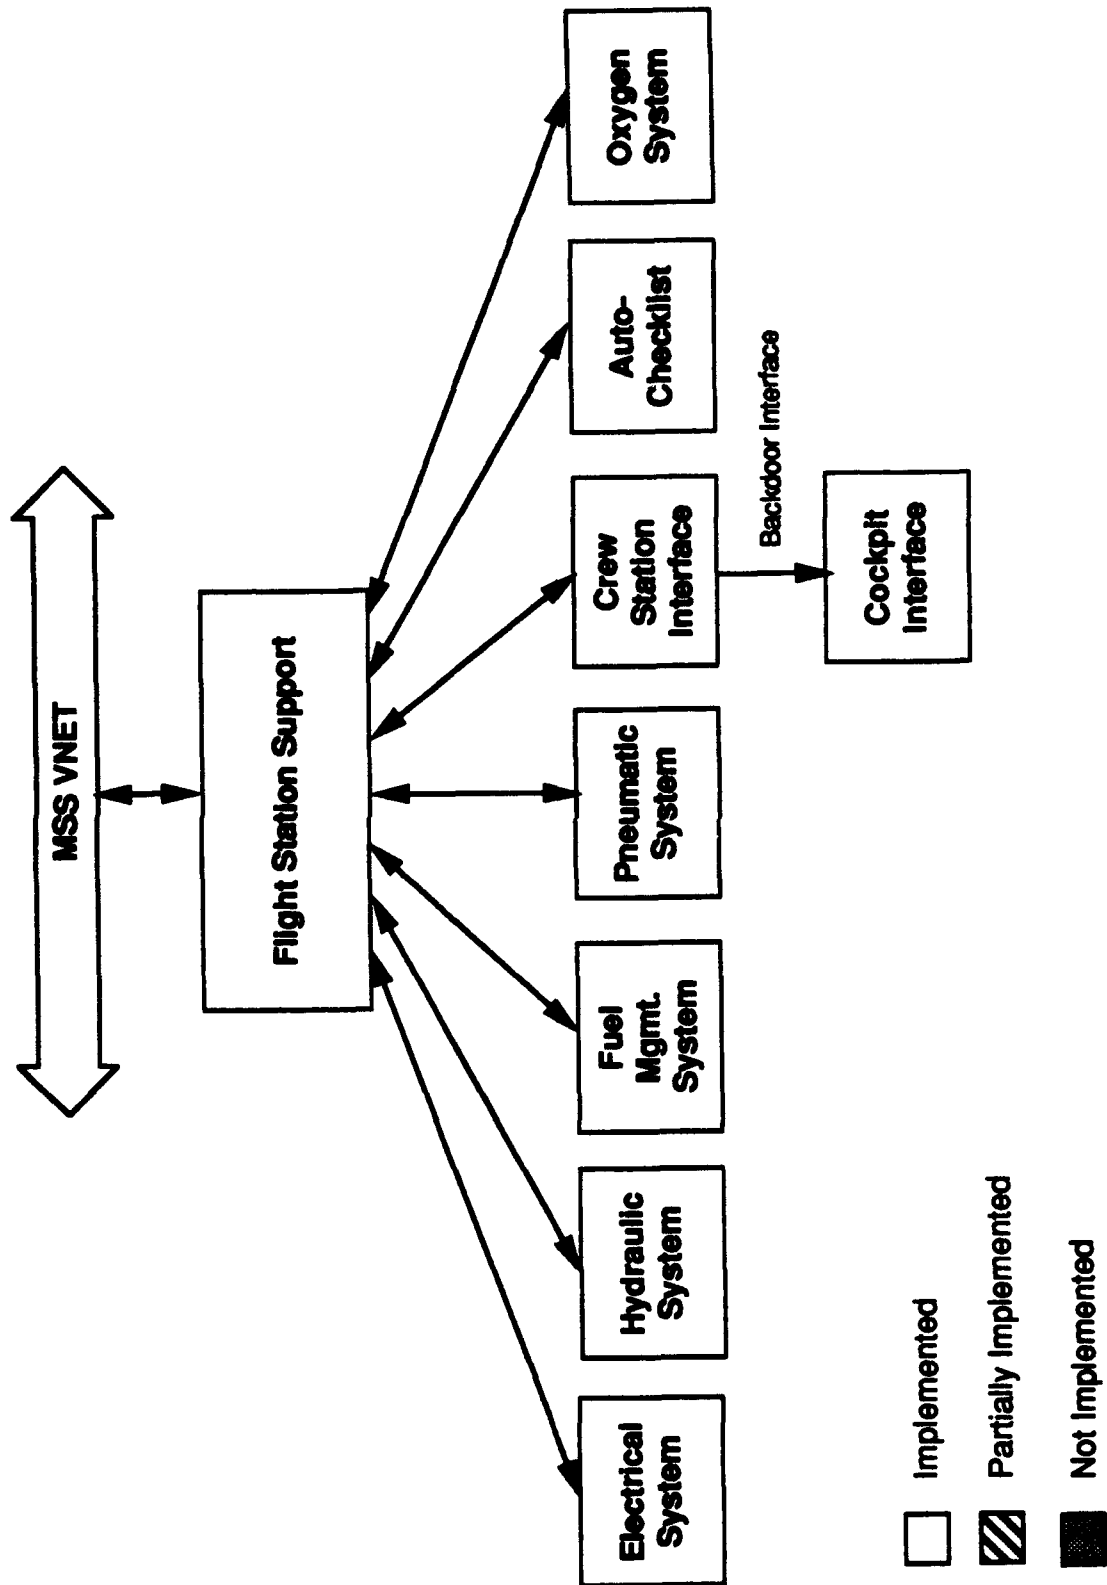 MSS VNET
Flight Station Support
Electrical
System
Hydraulic
System
Fuel
Mgmt.
System
Pneumatic
System
Crew
Station
Interface
Auto-
Checklist
Oxygen
System
Backdoor Interface
Cockpit
Interface
Implemented
Partially Implemented
Not Implemented